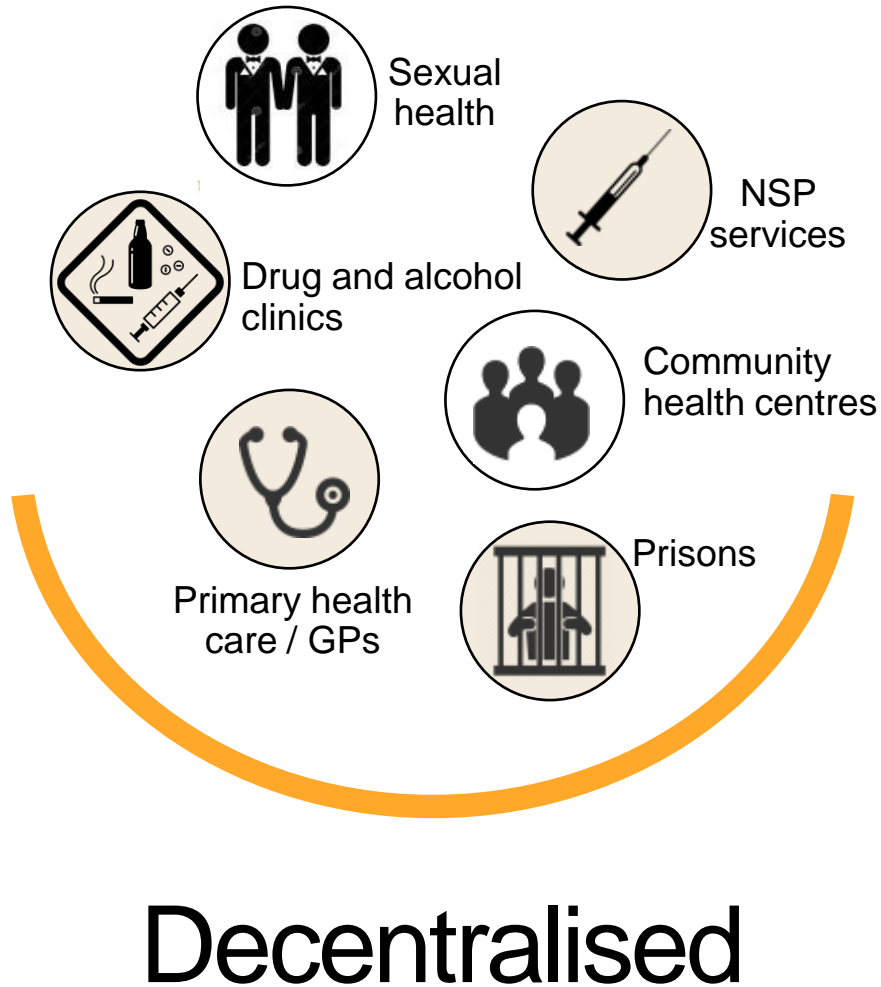 Sexual
health
NSP
services
Drug and alcohol
clinics
Community
health centres
Primary health
care / GPs
Prisons
Decentralised